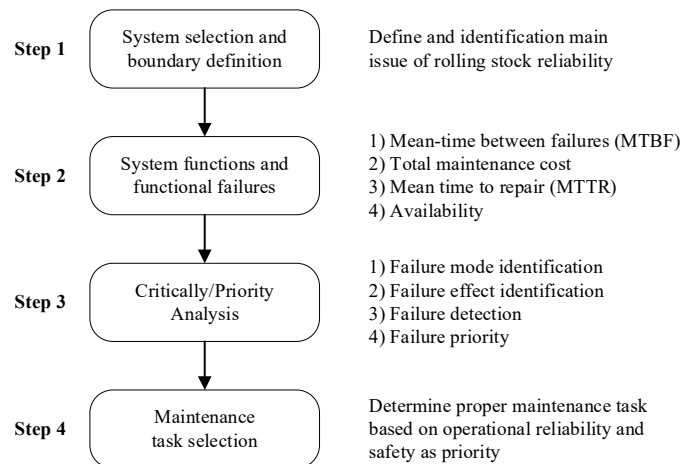 Step 1
System selection and
boundary definition
Define and identification main
issue of rolling stock reliability
Step 2
System functions and
functional failures
1) Mean-time between failures (MTBF)
2) Total maintenance cost
3) Mean time to repair (MTTR)
4) Availability
Step 3
Critically/Priority
Analysis
1) Failure mode identification
2) Failure effect identification
3) Failure detection
4) Failure priority
Step 4
Maintenance
task selection
Determine proper maintenance task
based on operational reliability and
safety as priority